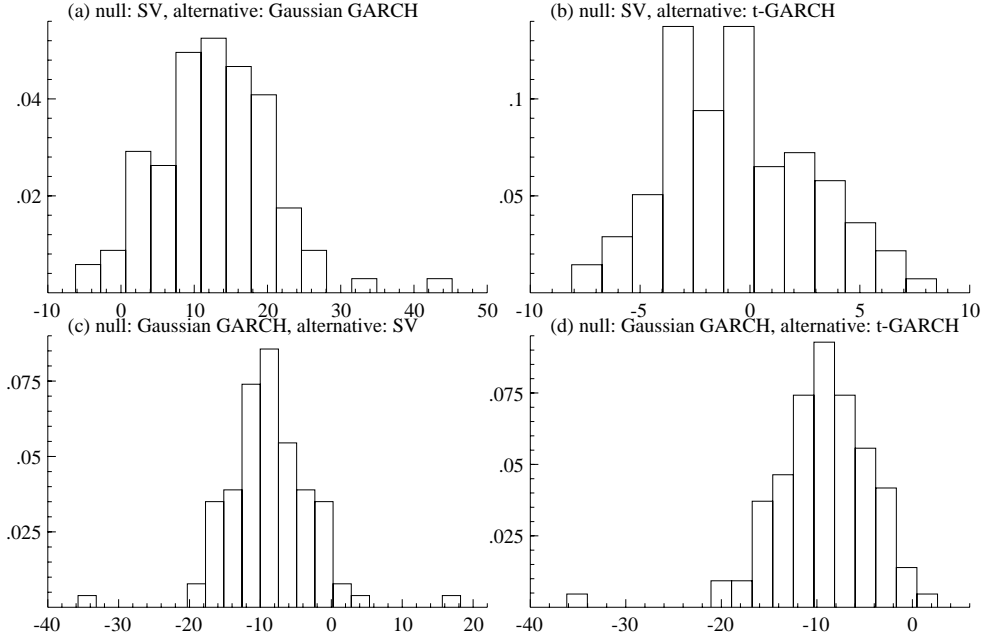 (a) null: SV, alternative: Gaussian GARCH
.04
.02
-10 0 10 20 30 40 50
(b) null: SV, alternative: t-GARCH
.1
.05
-10 -5 0 5 10
(c) null: Gaussian GARCH, alternative: SV
.075
.05
.025
-40 -30 -20 -10 0 10 20
(d) null: Gaussian GARCH, alternative: t-GARCH
.075
.05
.025
-40 -30 -20 -10 0